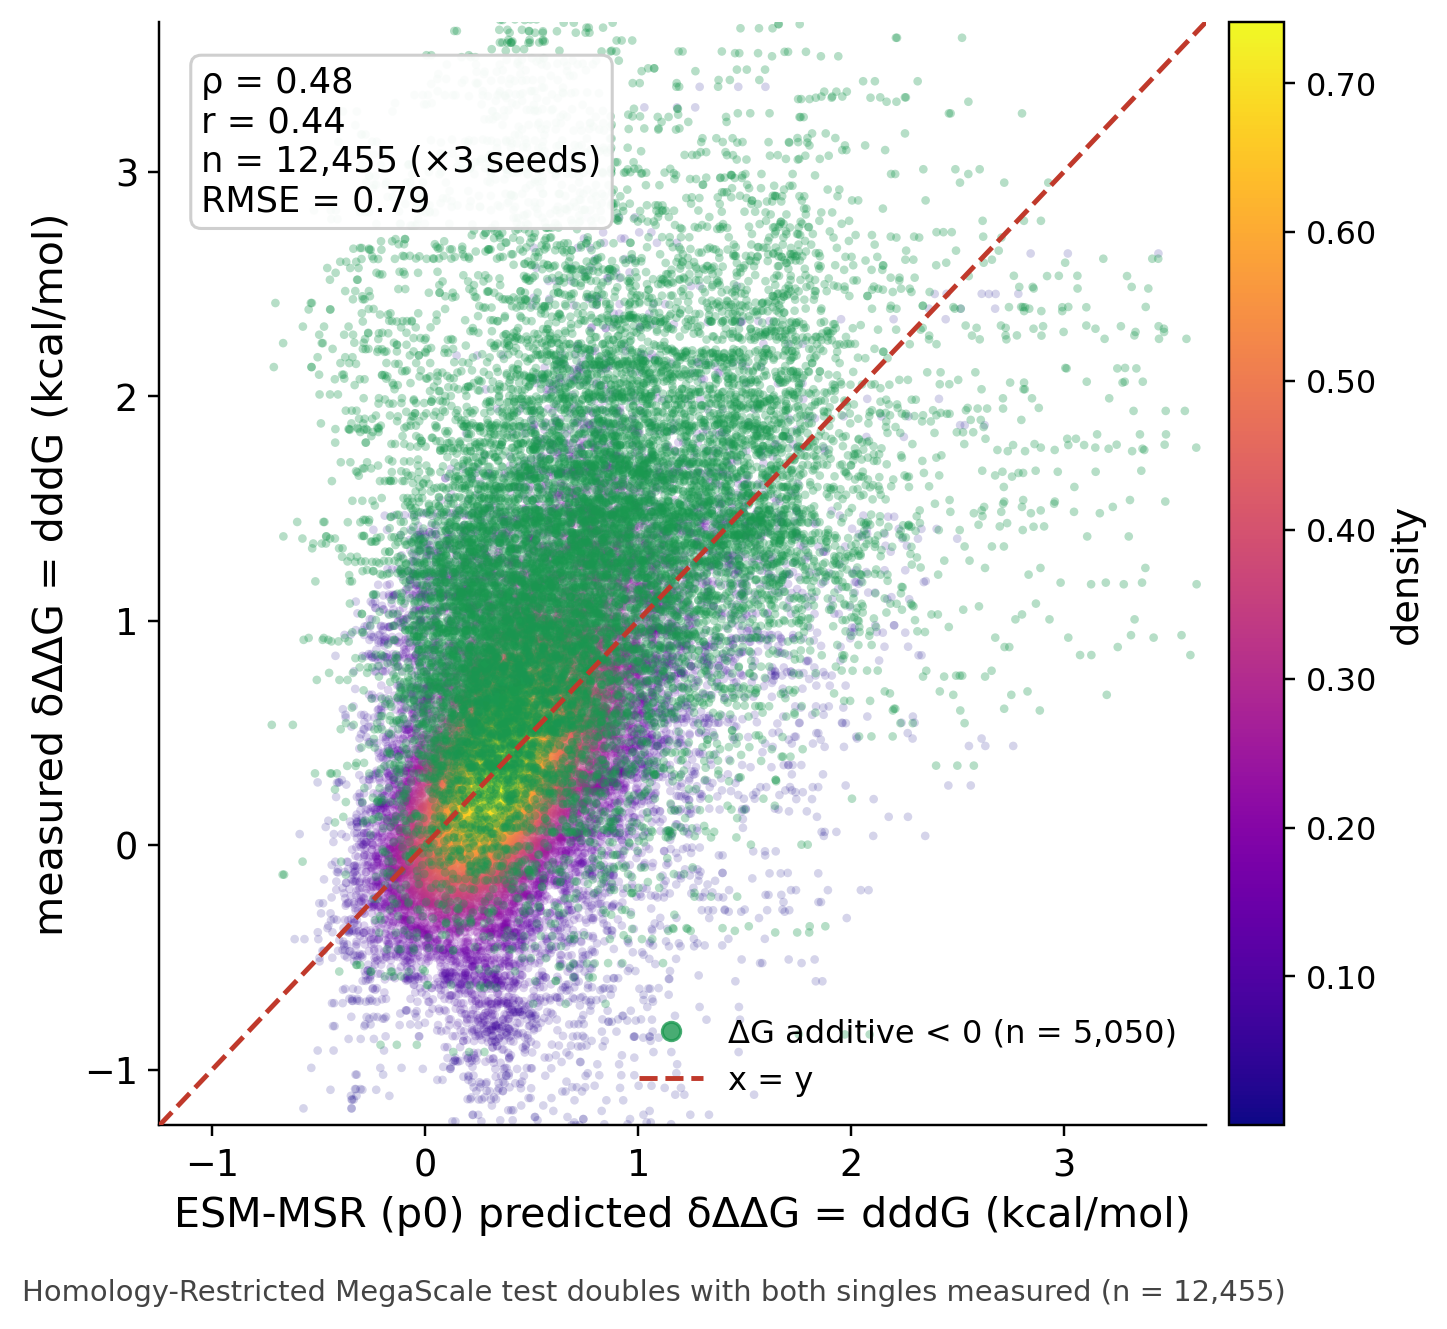 ρ = 0.48
r = 0.44
n = 12,455 (×3 seeds)
RMSE = 0.79
measured δΔΔG = dddG (kcal/mol)
3
2
1
0
−1
−1
0
1
2
3
ESM-MSR (p0) predicted δΔΔG = dddG (kcal/mol)
ΔG additive < 0 (n = 5,050)
x = y
0.70
0.60
0.50
0.40
0.30
0.20
0.10
density
Homology-Restricted MegaScale test doubles with both singles measured (n = 12,455)